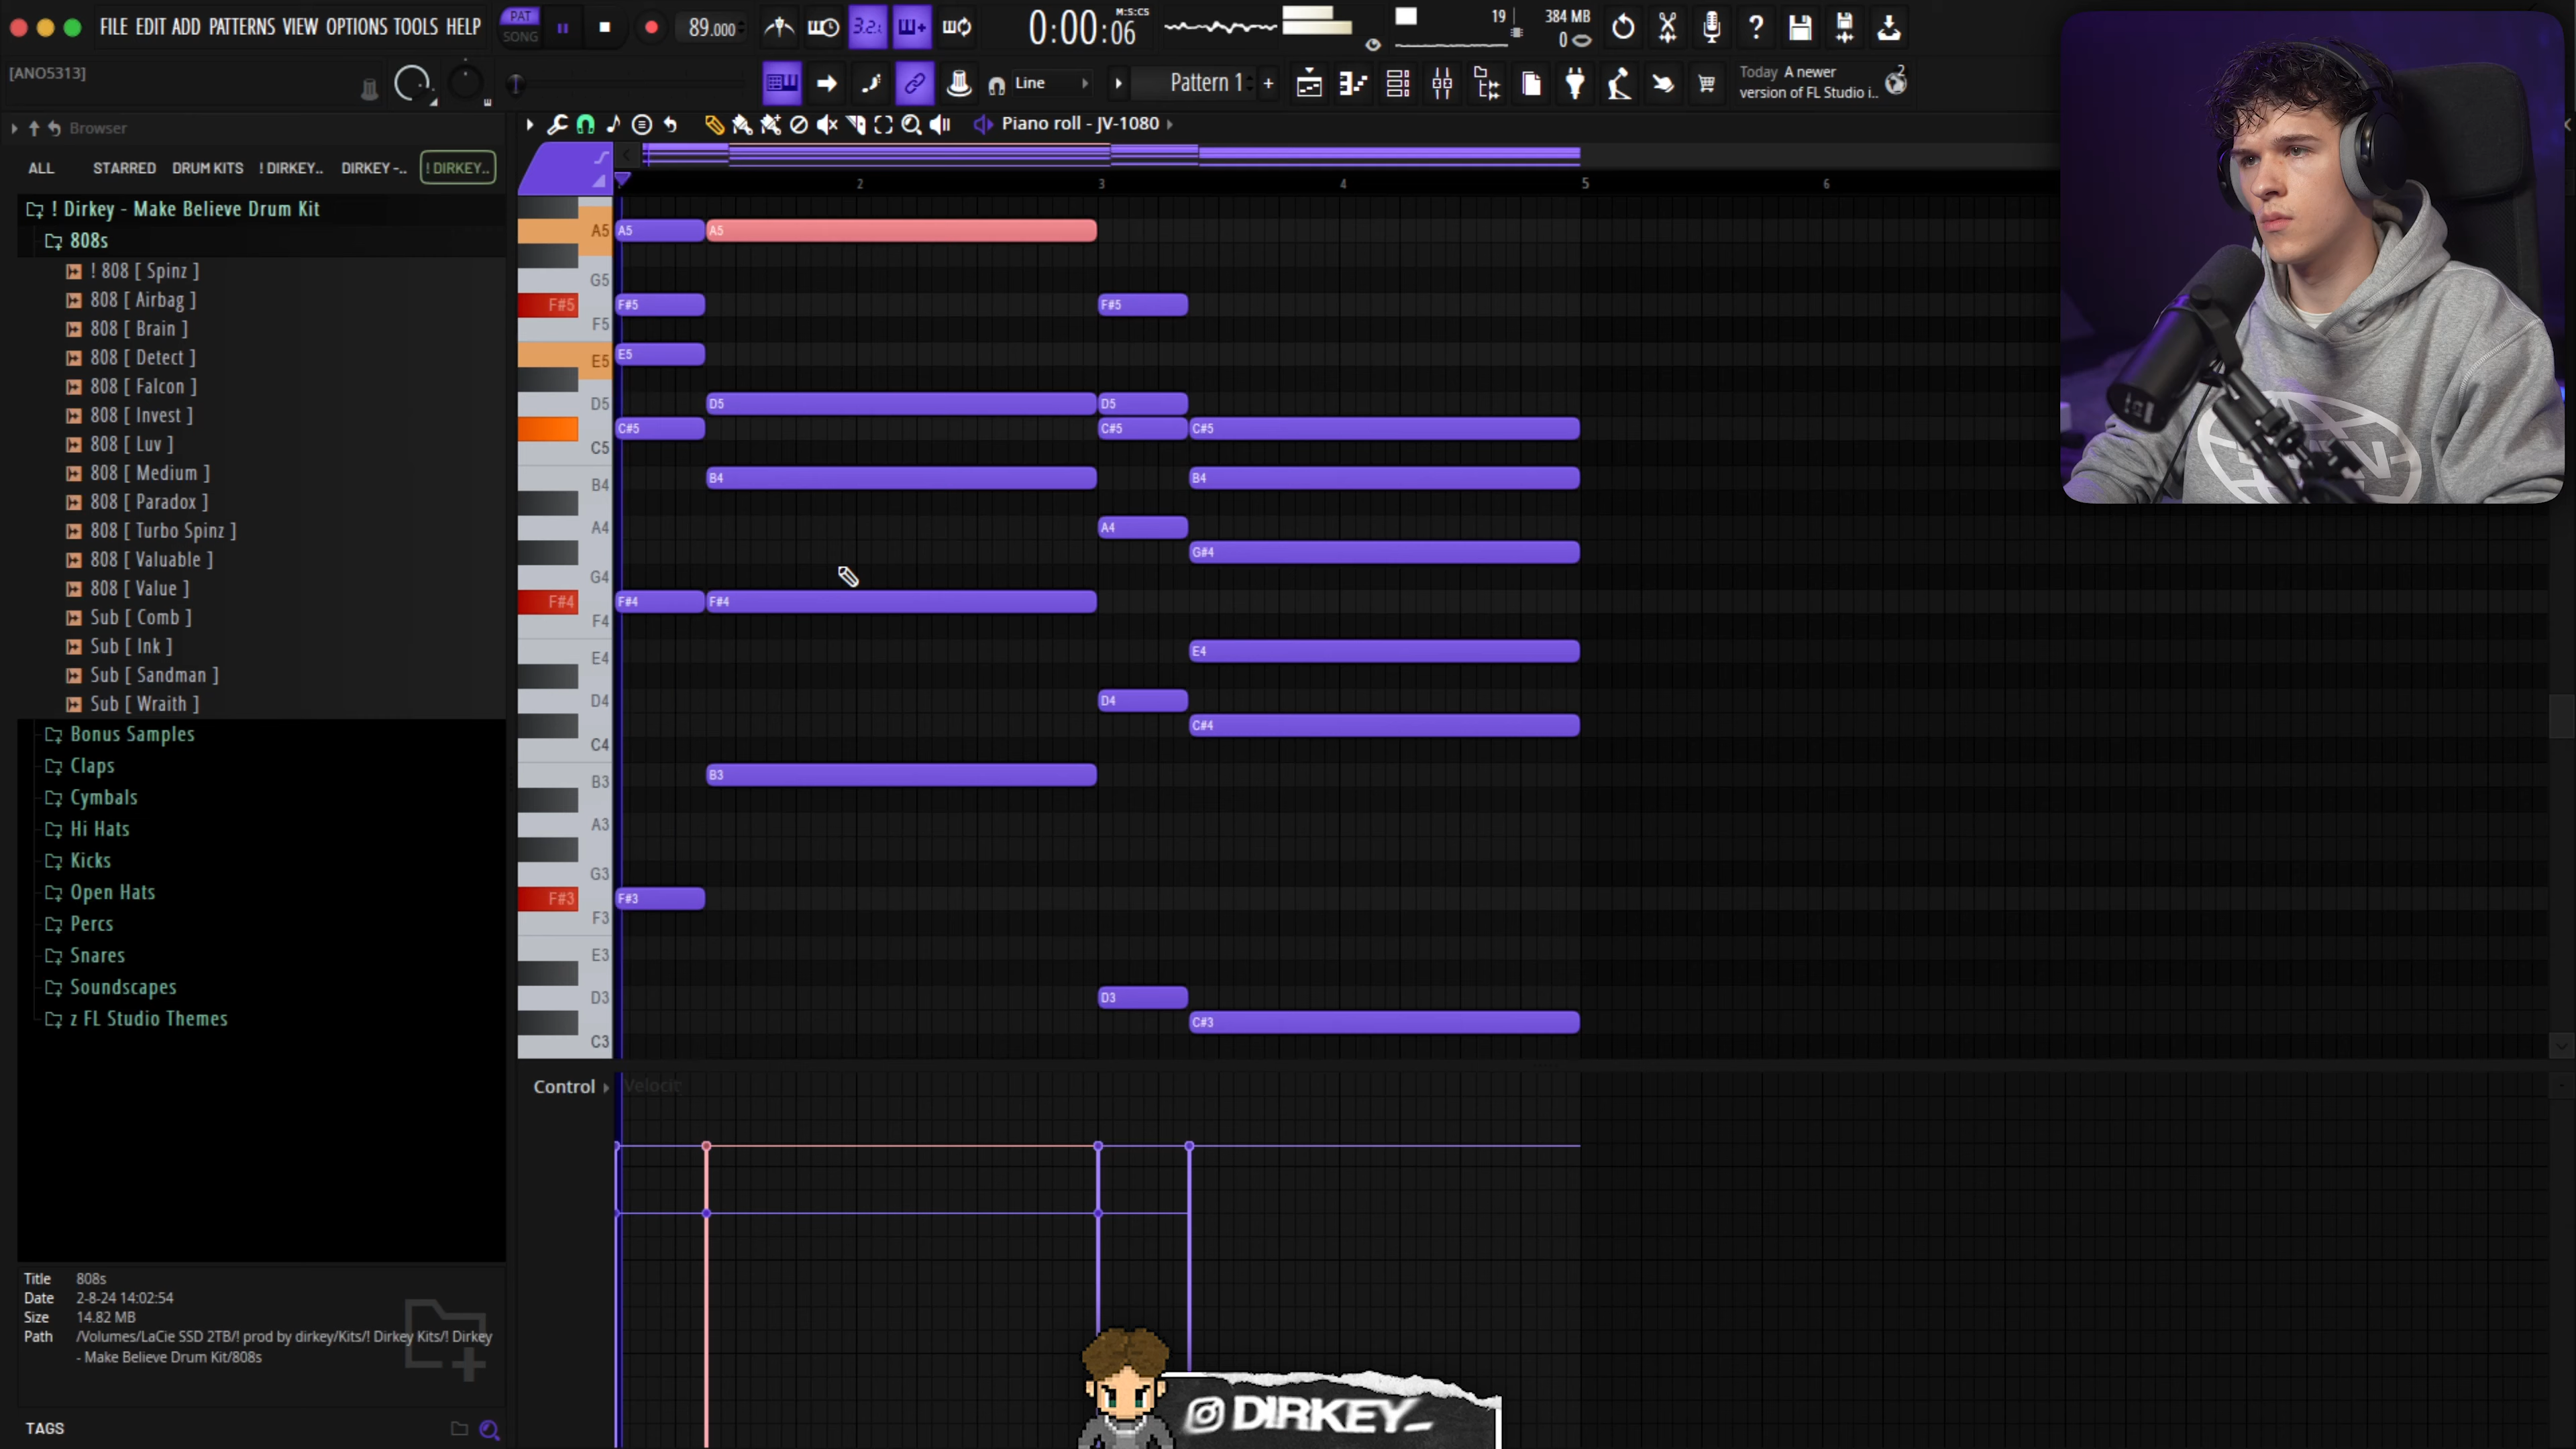 FILE EDIT ADD PATTERNS VIEW OPTIONS TOOLS HELP
PAT
SONG
89.000
3.2.
0:00:06
M:S:CS
19
384 MB
0
[ANO5313]
Line
Pattern 1
+
Today A newer
version of FL Studio i..
2
Browser
Piano roll - JV-1080
ALL STARRED DRUM KITS ! DIRKEY.. DIRKEY -.. ! DIRKEY..
! Dirkey - Make Believe Drum Kit
808s
! 808 [ Spinz ]
808 [ Airbag ]
808 [ Brain ]
808 [ Detect ]
808 [ Falcon ]
808 [ Invest ]
808 [ Luv ]
808 [ Medium ]
808 [ Paradox ]
808 [ Turbo Spinz ]
808 [ Valuable ]
808 [ Value ]
Sub [ Comb ]
Sub [ Ink ]
Sub [ Sandman ]
Sub [ Wraith ]
Bonus Samples
Claps
Cymbals
Hi Hats
Kicks
Open Hats
Percs
Snares
Soundscapes
z FL Studio Themes
Title 808s
Date 2-8-24 14:02:54
Size 14.82 MB
Path /Volumes/LaCie SSD 2TB/! prod by dirkey/Kits/! Dirkey Kits/! Dirkey
- Make Believe Drum Kit/808s
TAGS
2 3 4 5 6
A5 A5 A5
G5
F#5 F#5 F#5
F5
E5 E5
D5 D5 D5
C#5 C#5 C#5
C5
B4 B4 B4
A4 A4
G#4
G4
F#4 F#4 F#4
F4
E4 E4
D4 D4
C#4
C4
B3 B3
A3
G3
F#3 F#3
F3
E3
D3 D3
C#3
C3
Control Velocit
DIRKEY_